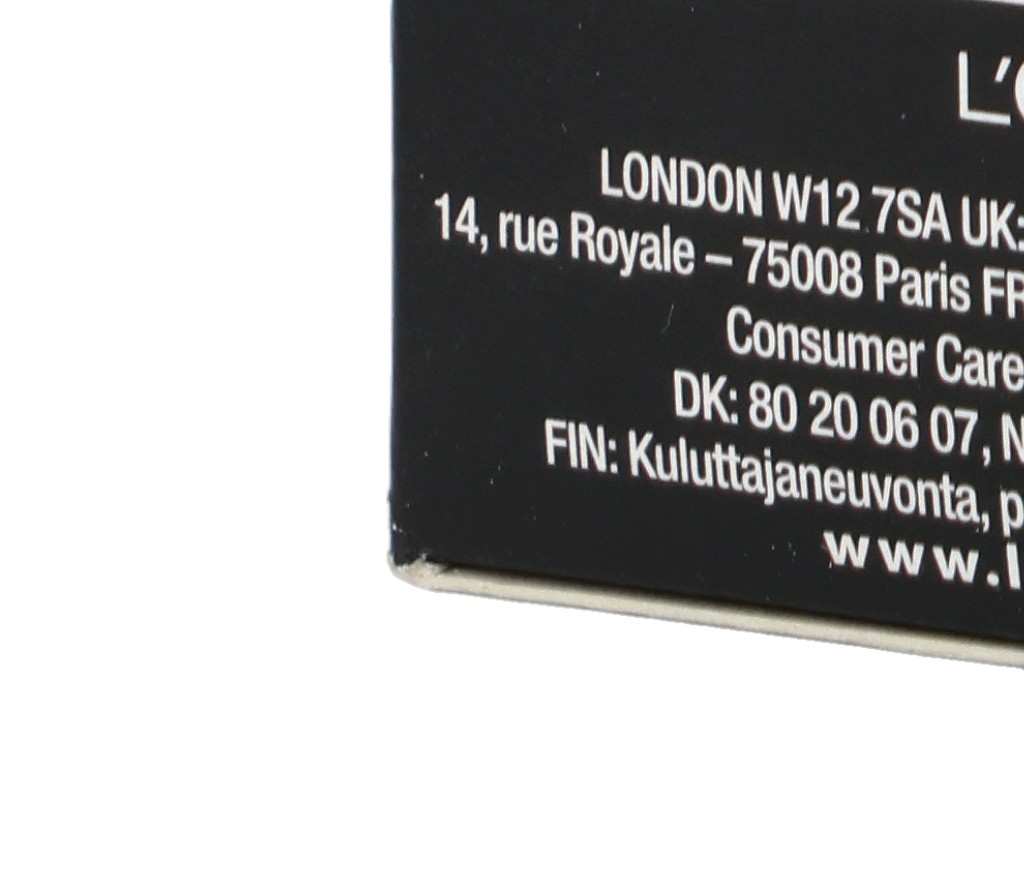 L'
LONDON W12 7SA UK:
14, rue Royale – 75008 Paris FR
Consumer Care
DK: 80 20 06 07, N
FIN: Kuluttajaneuvonta, p
www.l